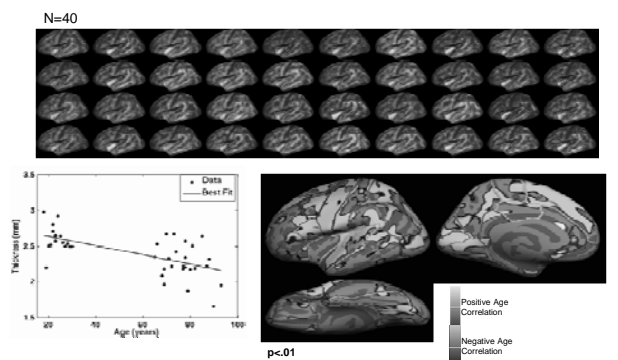 N=40
3.5
3
2.5
2
1.5
Thickness (mm)
Data
Best Fit
20 40 60 80 100
Age (years)
Positive Age
Correlation
Negative Age
Correlation
p<.01